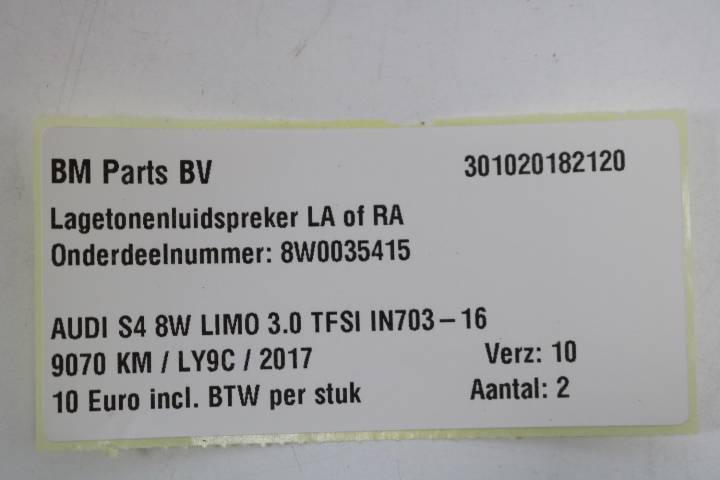 BM Parts BV 301020182120
Lagetonenluidspreker LA of RA
Onderdeelnummer: 8W0035415
AUDI S4 8W LIMO 3.0 TFSI IN703-16
9070 KM / LY9C / 2017 Verz: 10
10 Euro incl. BTW per stuk Aantal: 2